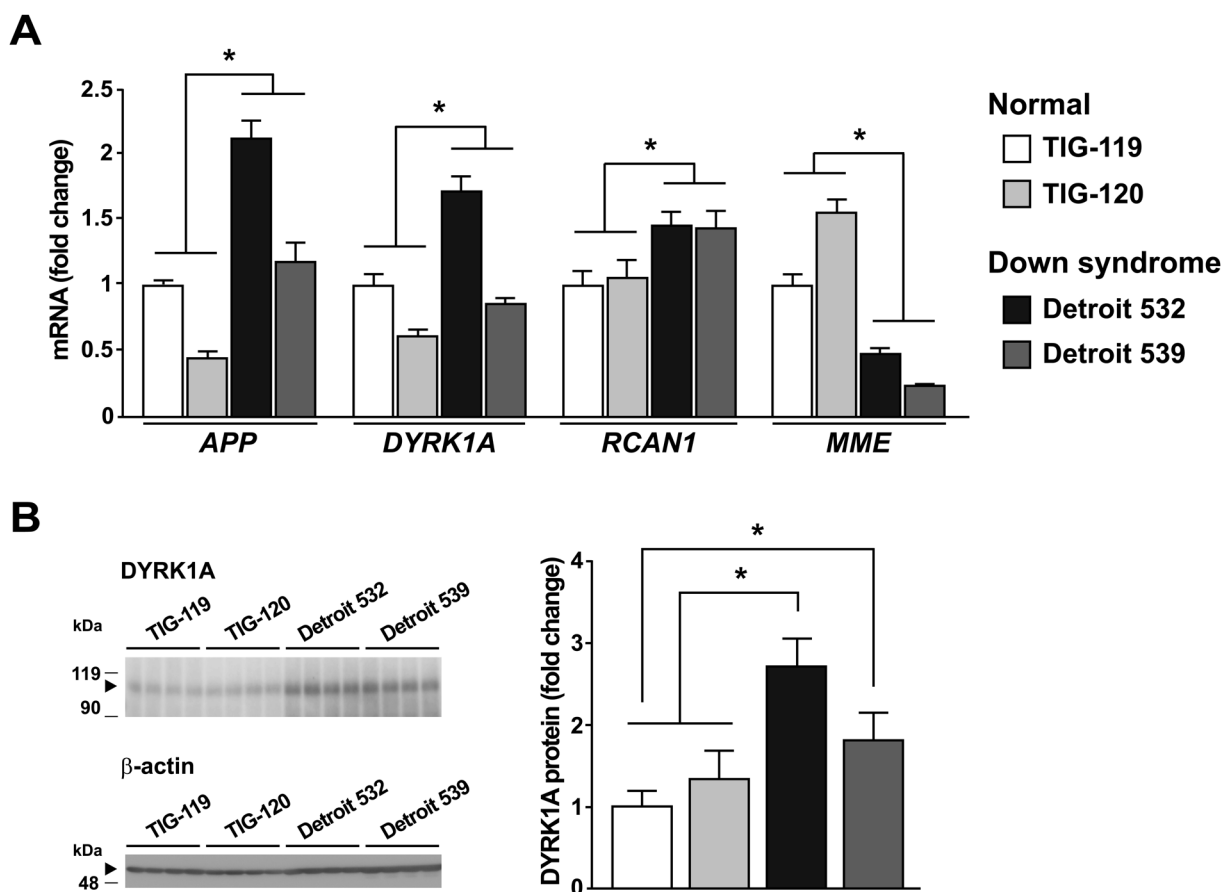 A
mRNA (fold change)
2.5
2
1.5
1
0.5
0
* * * *
APP DYRK1A RCAN1 MME
Normal
TIG-119
TIG-120
Down syndrome
Detroit 532
Detroit 539
B
DYRK1A
kDa TIG-119 TIG-120 Detroit 532 Detroit 539
119
90
β-actin
kDa TIG-119 TIG-120 Detroit 532 Detroit 539
48
DYRK1A protein (fold change)
4
3
2
1
0
*
*